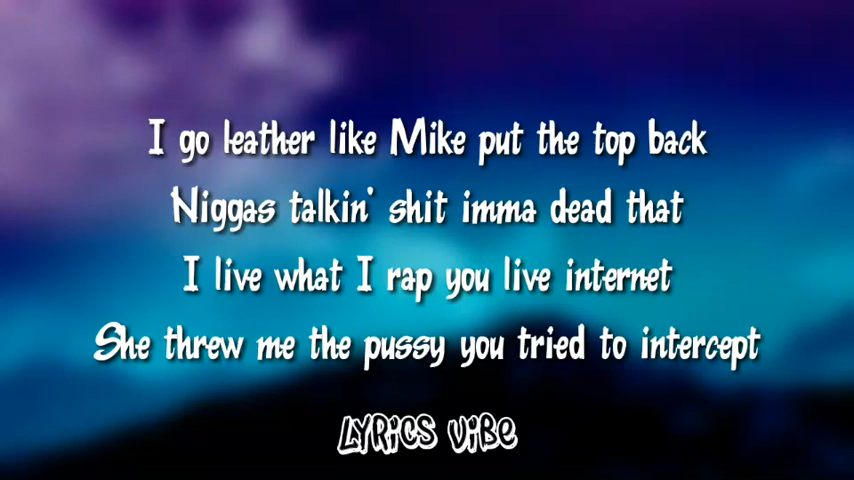 I go leather like Mike put the top back
Niggas talkin' shit imma dead that
I live what I rap you live internet
She threw me the pussy you tried to intercept
LYRICS VIBE